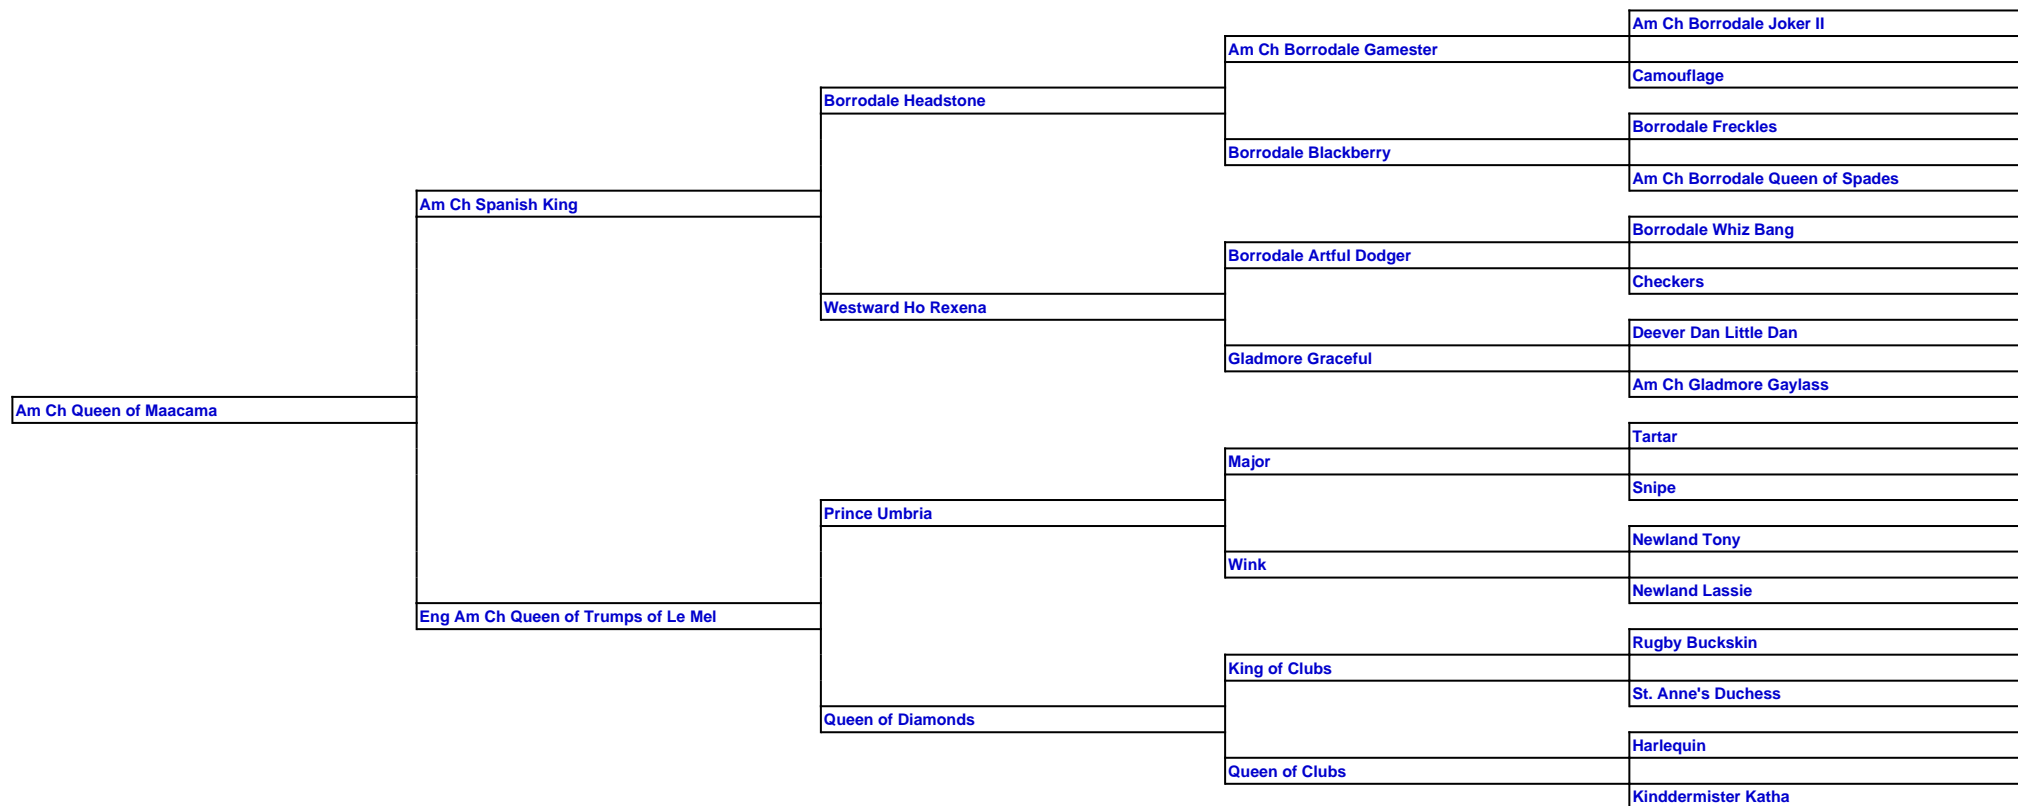 Am Ch Borrodale Joker II
Am Ch Borrodale Gamester
Camouflage
Borrodale Headstone
Borrodale Freckles
Borrodale Blackberry
Am Ch Borrodale Queen of Spades
Am Ch Spanish King
Borrodale Whiz Bang
Borrodale Artful Dodger
Checkers
Westward Ho Rexena
Deever Dan Little Dan
Gladmore Graceful
Am Ch Gladmore Gaylass
Am Ch Queen of Maacama
Tartar
Major
Snipe
Prince Umbria
Newland Tony
Wink
Newland Lassie
Eng Am Ch Queen of Trumps of Le Mel
Rugby Buckskin
King of Clubs
St. Anne's Duchess
Queen of Diamonds
Harlequin
Queen of Clubs
Kinddermister Katha